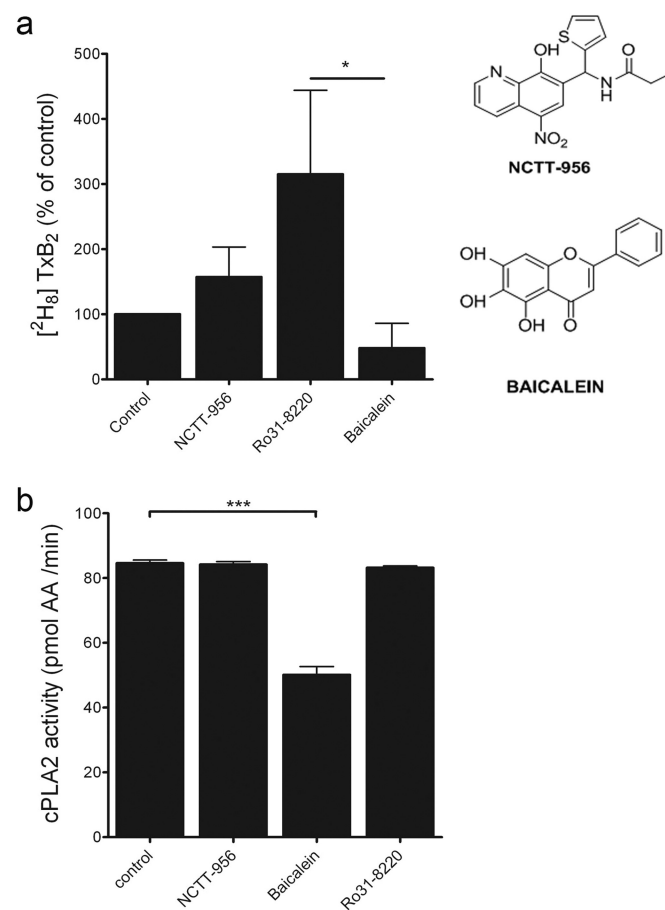 a
[²H₈] TxB₂ (% of control)
500
400
300
200
100
0
*
Control
NCTT-956
Ro31-8220
Baicalein
N
OH
S
O
N
H
NO₂
NCTT-956
OH
OH
OH
O
O
BAICALEIN
b
cPLA2 activity (pmol AA /min)
100
80
60
40
20
0
***
control
NCTT-956
Baicalein
Ro31-8220